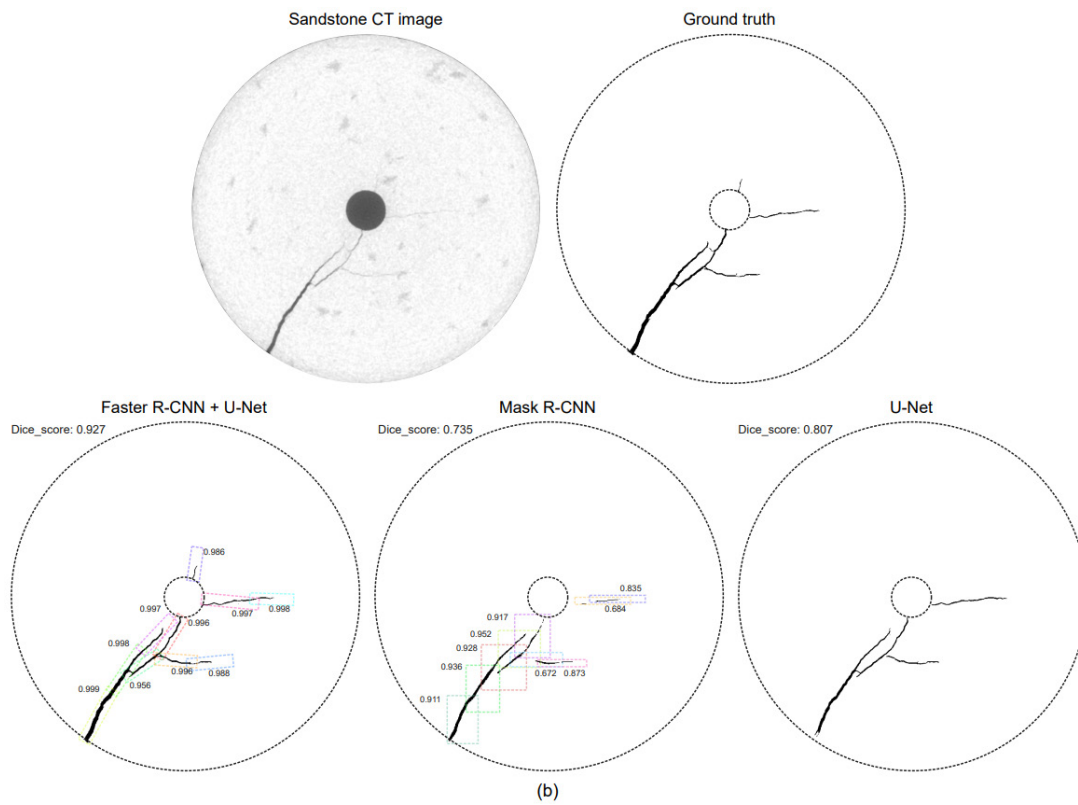 Sandstone CT image
Ground truth
Faster R-CNN + U-Net
Dice_score: 0.927
0.986
0.997
0.998
0.997
0.996
0.998
0.996
0.988
0.956
0.999
Mask R-CNN
Dice_score: 0.735
0.835
0.684
0.917
0.952
0.928
0.936
0.672
0.873
0.911
U-Net
Dice_score: 0.807
(b)